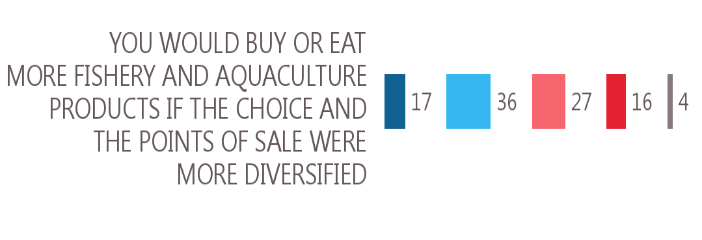 YOU WOULD BUY OR EAT
MORE FISHERY AND AQUACULTURE
PRODUCTS IF THE CHOICE AND
THE POINTS OF SALE WERE
MORE DIVERSIFIED
17 36 27 16 4